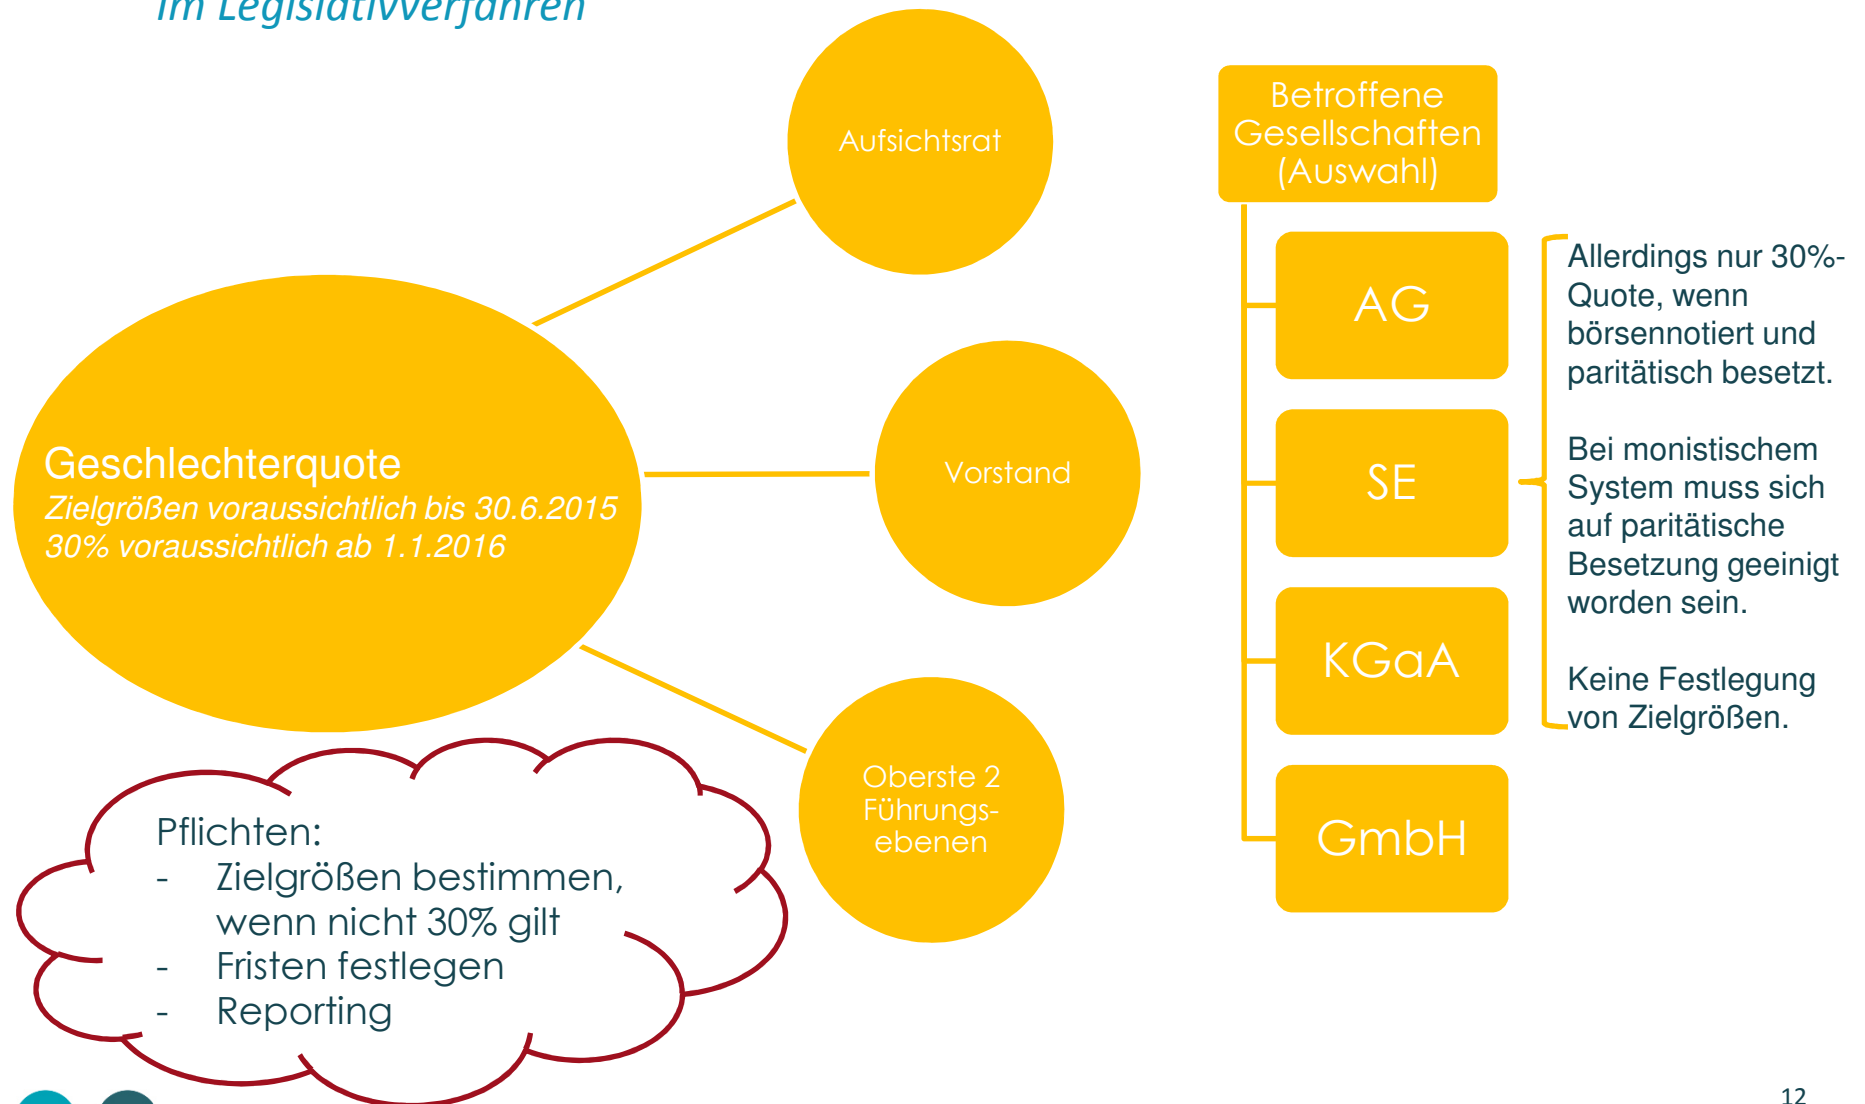 im Legislativverfahren
Aufsichtsrat
Geschlechterquote
Zielgrößen voraussichtlich bis 30.6.2015
30% voraussichtlich ab 1.1.2016
Vorstand
Oberste 2
Führungs-
ebenen
Pflichten:
- Zielgrößen bestimmen,
wenn nicht 30% gilt
- Fristen festlegen
- Reporting
Betroffene
Gesellschaften
(Auswahl)
AG
SE
KGaA
GmbH
Allerdings nur 30%-
Quote, wenn
börsennotiert und
paritätisch besetzt.
Bei monistischem
System muss sich
auf paritätische
Besetzung geeinigt
worden sein.
Keine Festlegung
von Zielgrößen.
12